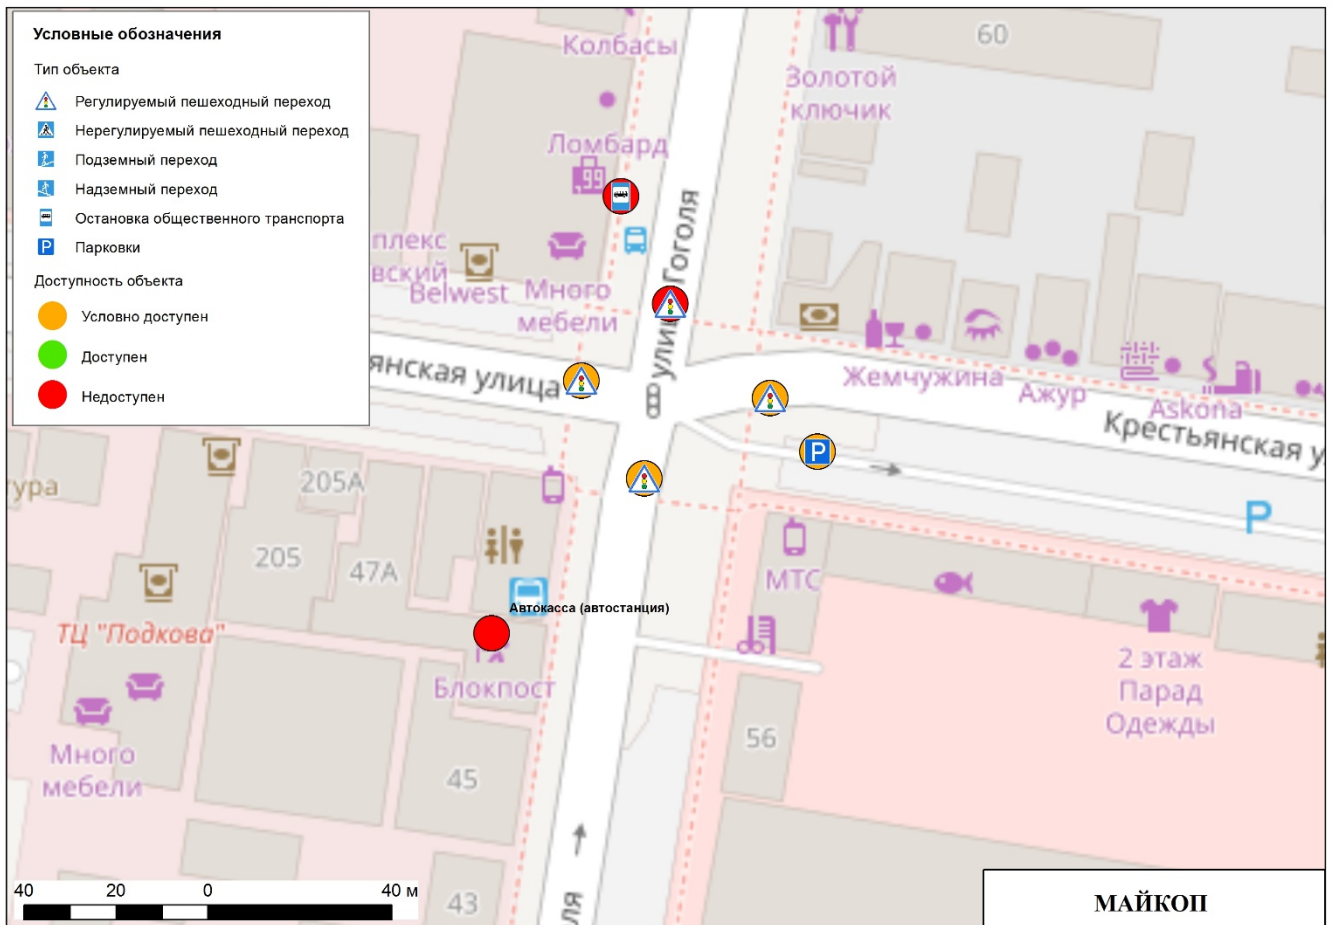 Условные обозначения
Тип объекта
Регулируемый пешеходный переход
Нерегулируемый пешеходный переход
Подземный переход
Надземный переход
Остановка общественного транспорта
P Парковки
Доступность объекта
Условно доступен
Доступен
Недоступен
Колбасы
60
Золотой
ключик
Ломбард
99
улица Гоголя
плекс
вский
Belwest
Много
мебели
янская улица
Жемчужина
Ажур
Askona
Крестьянская у
P
P
205А
тура
205
47А
МТС
Автокасса (автостанция)
ТЦ "Подкова"
Блокпост
2 этаж
Парад
Одежды
56
Много
мебели
45
43
ля
40 20 0 40 м
МАЙКОП